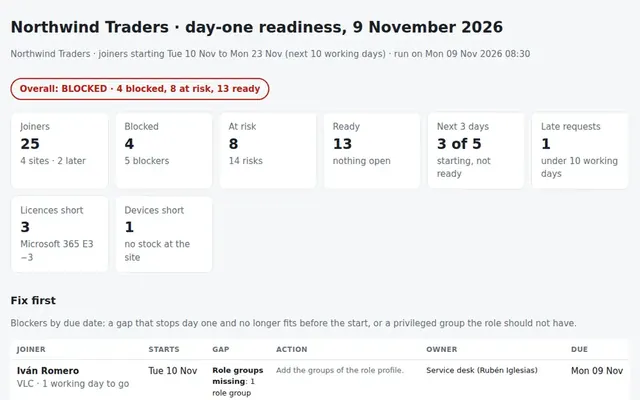 Northwind Traders · day-one readiness, 9 November 2026
Northwind Traders · joiners starting Tue 10 Nov to Mon 23 Nov (next 10 working days) · run on Mon 09 Nov 2026 08:30
Overall: BLOCKED · 4 blocked, 8 at risk, 13 ready
Joiners
25
4 sites · 2 later
Blocked
4
5 blockers
At risk
8
14 risks
Ready
13
nothing open
Next 3 days
3 of 5
starting, not
ready
Late requests
1
under 10 working
days
Licences short
3
Microsoft 365 E3
−3
Devices short
1
no stock at the
site
Fix first
Blockers by due date: a gap that stops day one and no longer fits before the start, or a privileged group the role should not have.
JOINER STARTS GAP ACTION OWNER DUE
Iván Romero Tue 10 Nov Role groups Add the groups of the role profile. Service desk (Rubén Iglesias) Mon 09 Nov
VLC · 1 working day to go missing: 1
role group